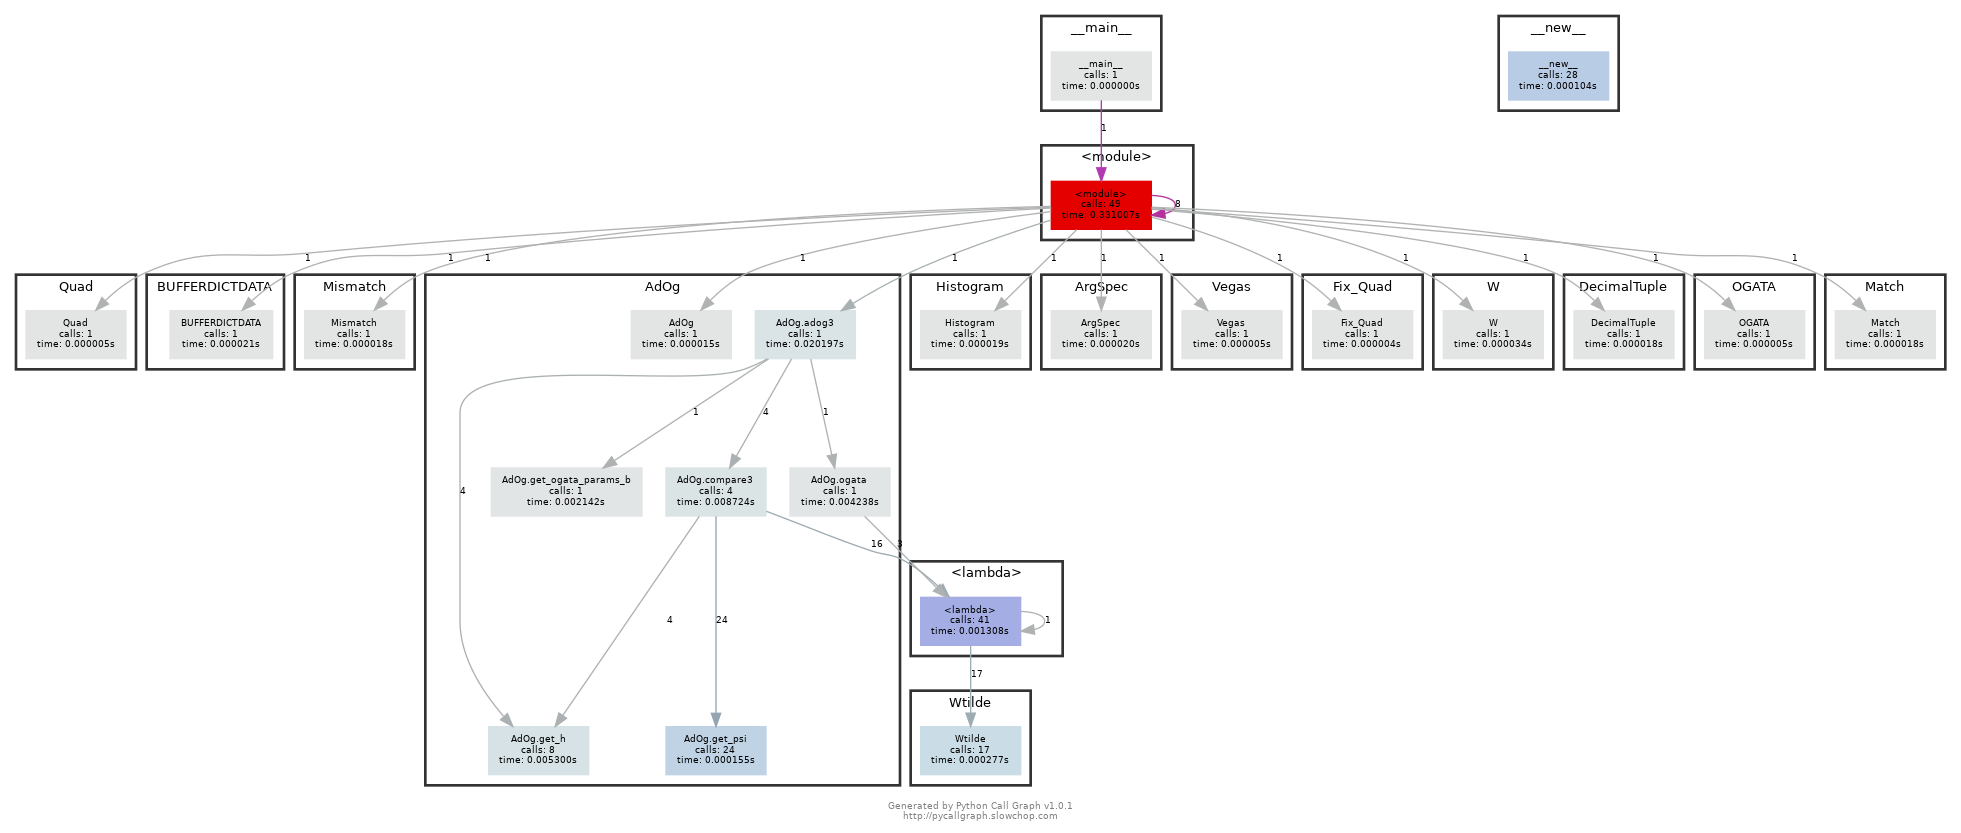 __main__
__main__
calls: 1
time: 0.000000s
__new__
__new__
calls: 28
time: 0.000104s
1
<module>
<module>
calls: 49
time: 0.331007s
8
1
1
1
1
1
1
1
1
1
1
1
1
1
Quad
Quad
calls: 1
time: 0.000005s
BUFFERDICTDATA
BUFFERDICTDATA
calls: 1
time: 0.000021s
Mismatch
Mismatch
calls: 1
time: 0.000018s
AdOg
AdOg
calls: 1
time: 0.000015s
AdOg.adog3
calls: 1
time: 0.020197s
Histogram
Histogram
calls: 1
time: 0.000019s
ArgSpec
ArgSpec
calls: 1
time: 0.000020s
Vegas
Vegas
calls: 1
time: 0.000005s
Fix_Quad
Fix_Quad
calls: 1
time: 0.000004s
W
W
calls: 1
time: 0.000034s
DecimalTuple
DecimalTuple
calls: 1
time: 0.000018s
OGATA
OGATA
calls: 1
time: 0.000005s
Match
Match
calls: 1
time: 0.000018s
1
4
1
4
AdOg.get_ogata_params_b
calls: 1
time: 0.002142s
AdOg.compare3
calls: 4
time: 0.008724s
AdOg.ogata
calls: 1
time: 0.004238s
16
3
<lambda>
<lambda>
calls: 41
time: 0.001308s
1
4
24
17
Wtilde
Wtilde
calls: 17
time: 0.000277s
AdOg.get_h
calls: 8
time: 0.005300s
AdOg.get_psi
calls: 24
time: 0.000155s
Generated by Python Call Graph v1.0.1
http://pycallgraph.slowchop.com